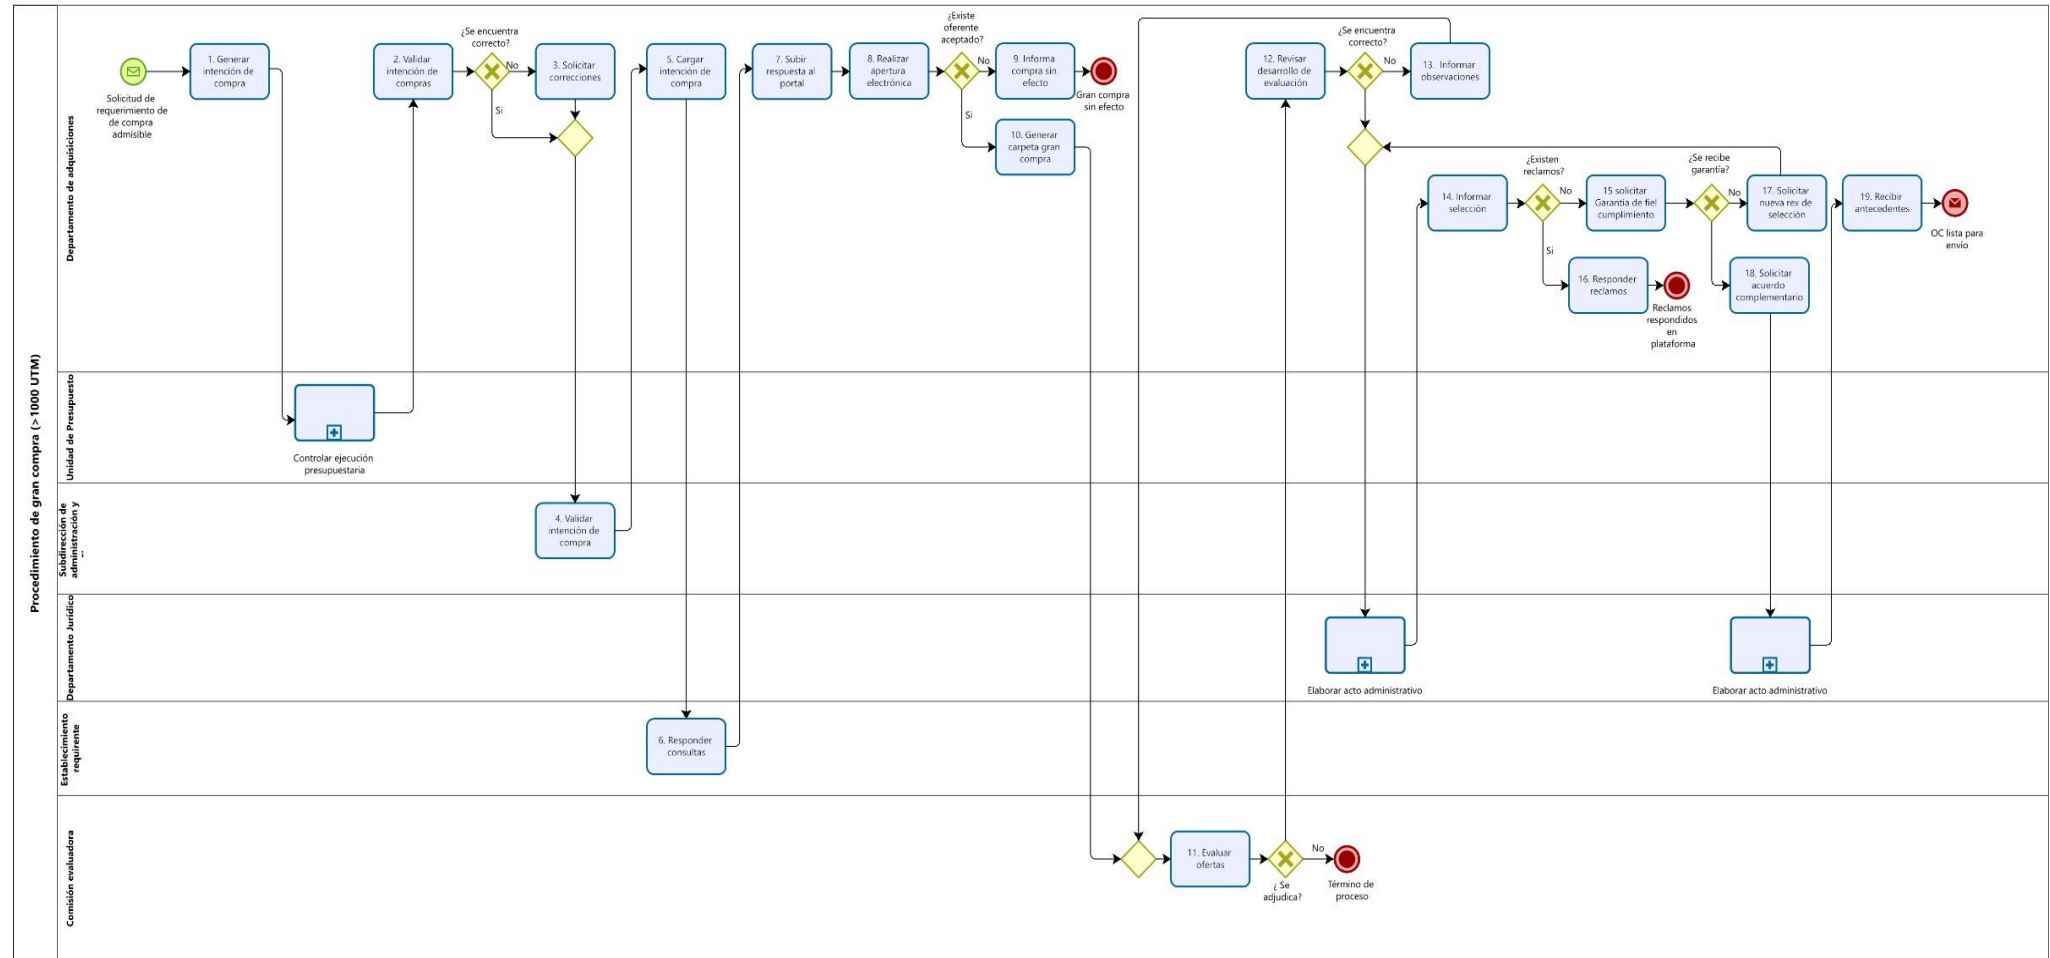 Procedimiento de gran compra (>1000 UTM)
Departamento de adquisiciones
Solicitud de
requerimiento de
de compra
admisible
1. Generar
intención de
compra
2. Validar
intención de
compras
¿Se encuentra
correcto?
No
Si
3. Solicitar
correcciones
5. Cargar
intención de
compra
7. Subir
respuesta al
portal
8. Realizar
apertura
electrónica
¿Existe
oferente
aceptado?
No
Si
9. Informa
compra sin
efecto
Gran compra
sin efecto
10. Generar
carpeta gran
compra
12. Revisar
desarrollo de
evaluación
¿Se encuentra
correcto?
No
13. Informar
observaciones
14. Informar
selección
¿Existen
reclamos?
No
Si
15 solicitar
Garantía de fiel
cumplimiento
¿Se recibe
garantía?
No
17. Solicitar
nueva rex de
selección
19. Recibir
antecedentes
OC lista para
envío
16. Responder
reclamos
Reclamos
respondidos
en
plataforma
18. Solicitar
acuerdo
complementario
Unidad de Presupuesto
Controlar ejecución
presupuestaria
Subdirección de
administración y
...
4. Validar
intención de
compra
Departamento Jurídico
Elaborar acto administrativo
Elaborar acto administrativo
Establecimiento
requirente
6. Responder
consultas
Comisión evaluadora
11. Evaluar
ofertas
¿ Se
adjudica?
No
Término de
proceso